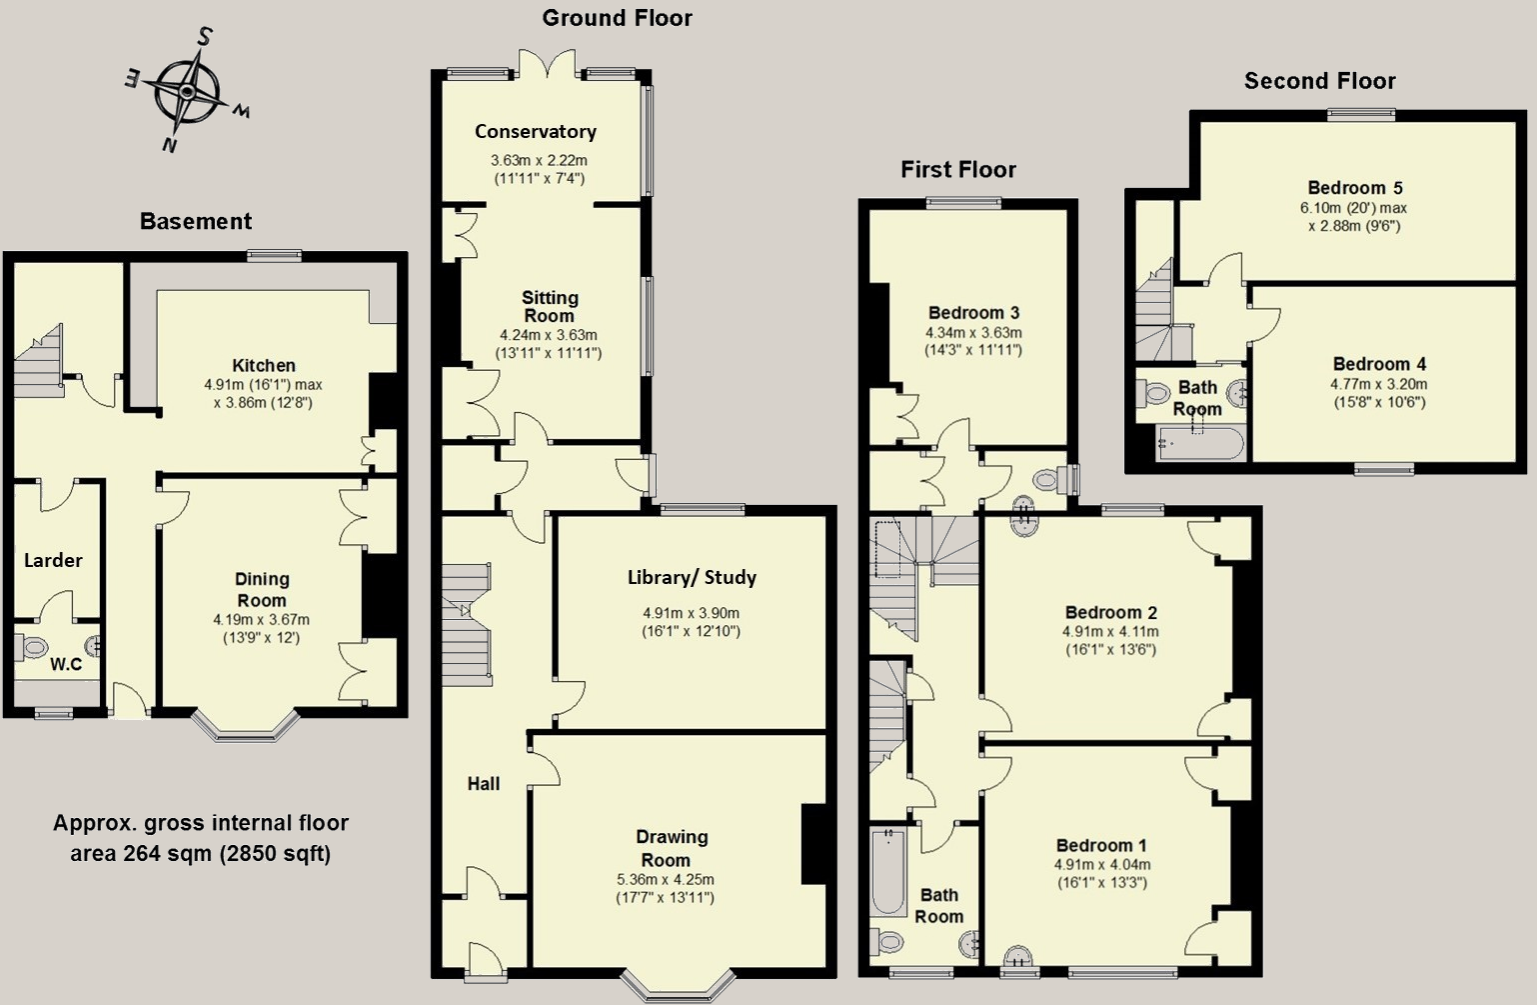 Ground Floor
S
E
W
N
Second Floor
Conservatory
3.63m x 2.22m
(11'11" x 7'4")
First Floor
Bedroom 5
6.10m (20') max
x 2.88m (9'6")
Basement
Sitting
Room
4.24m x 3.63m
(13'11" x 11'11")
Bedroom 3
4.34m x 3.63m
(14'3" x 11'11")
Kitchen
4.91m (16'1") max
x 3.86m (12'8")
Bedroom 4
4.77m x 3.20m
(15'8" x 10'6")
Bath
Room
Larder
Dining
Room
4.19m x 3.67m
(13'9" x 12')
W.C
Library/ Study
4.91m x 3.90m
(16'1" x 12'10")
Bedroom 2
4.91m x 4.11m
(16'1" x 13'6")
Hall
Drawing
Room
5.36m x 4.25m
(17'7" x 13'11")
Bedroom 1
4.91m x 4.04m
(16'1" x 13'3")
Bath
Room
Approx. gross internal floor
area 264 sqm (2850 sqft)